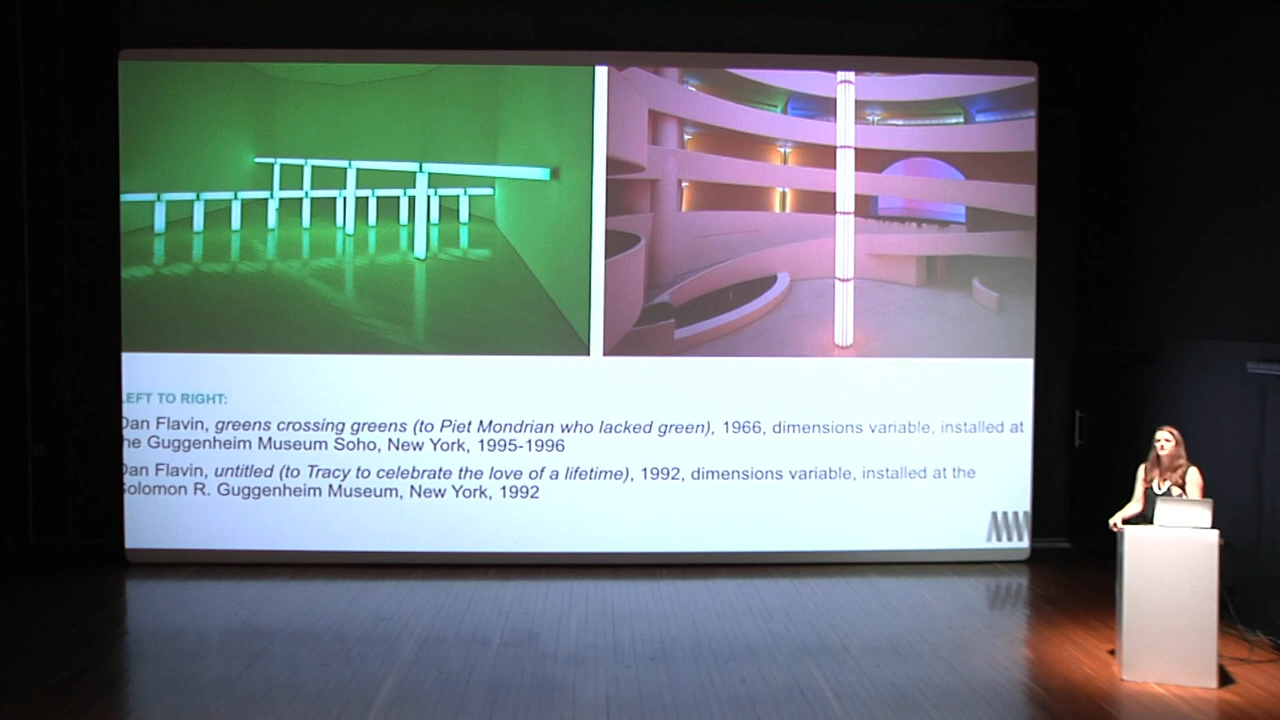 LEFT TO RIGHT:
Dan Flavin, greens crossing greens (to Piet Mondrian who lacked green), 1966, dimensions variable, installed at
the Guggenheim Museum Soho, New York, 1995-1996
Dan Flavin, untitled (to Tracy to celebrate the love of a lifetime), 1992, dimensions variable, installed at the
Solomon R. Guggenheim Museum, New York, 1992